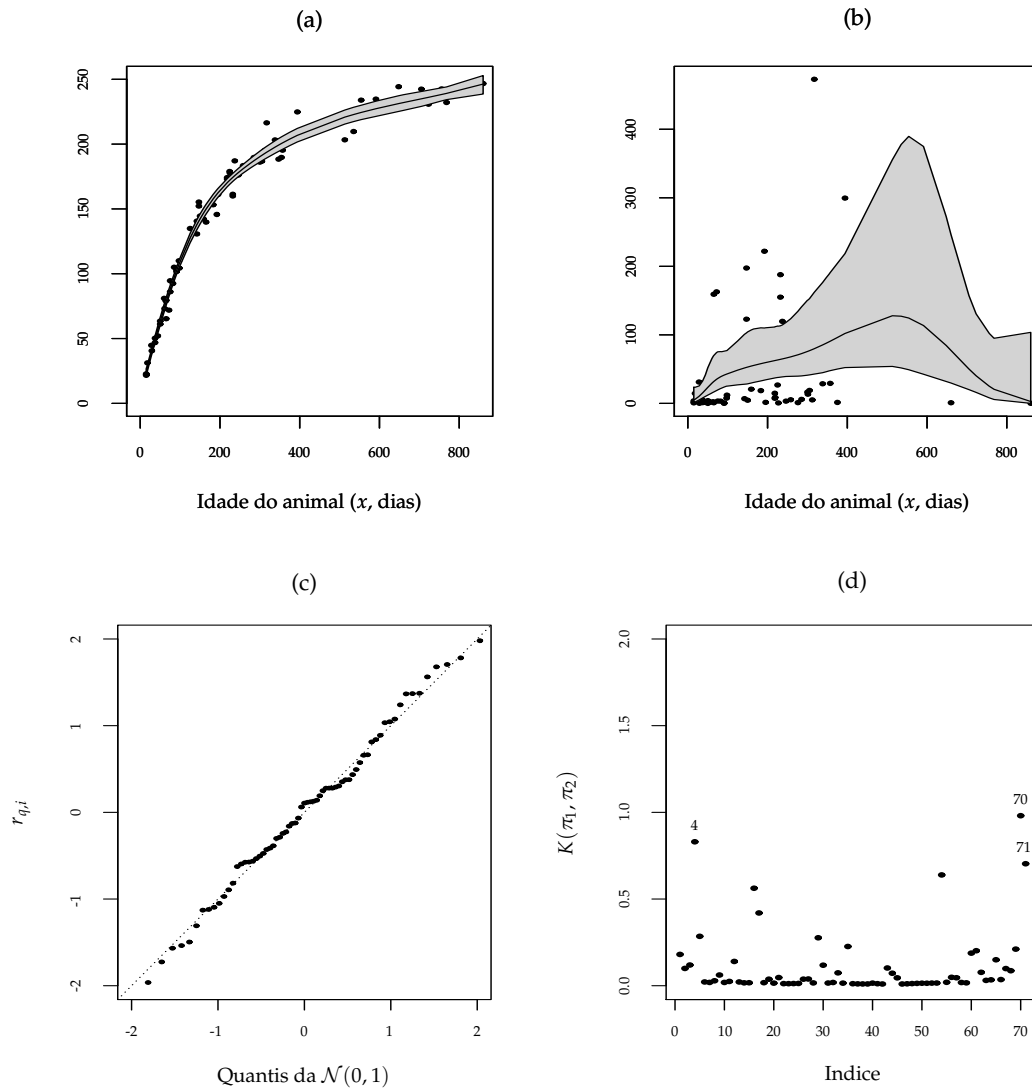 (a)
250
200
150
100
50
0
0 200 400 600 800
Idade do animal (x, dias)
(b)
400
300
200
100
0
0 200 400 600 800
Idade do animal (x, dias)
(c)
2
1
0
-1
-2
r_{q,i}
-2 -1 0 1 2
Quantis da 𝒩(0, 1)
(d)
2.0
1.5
1.0
0.5
0.0
K(π₁, π₂)
4
70
71
0 10 20 30 40 50 60 70
Indice